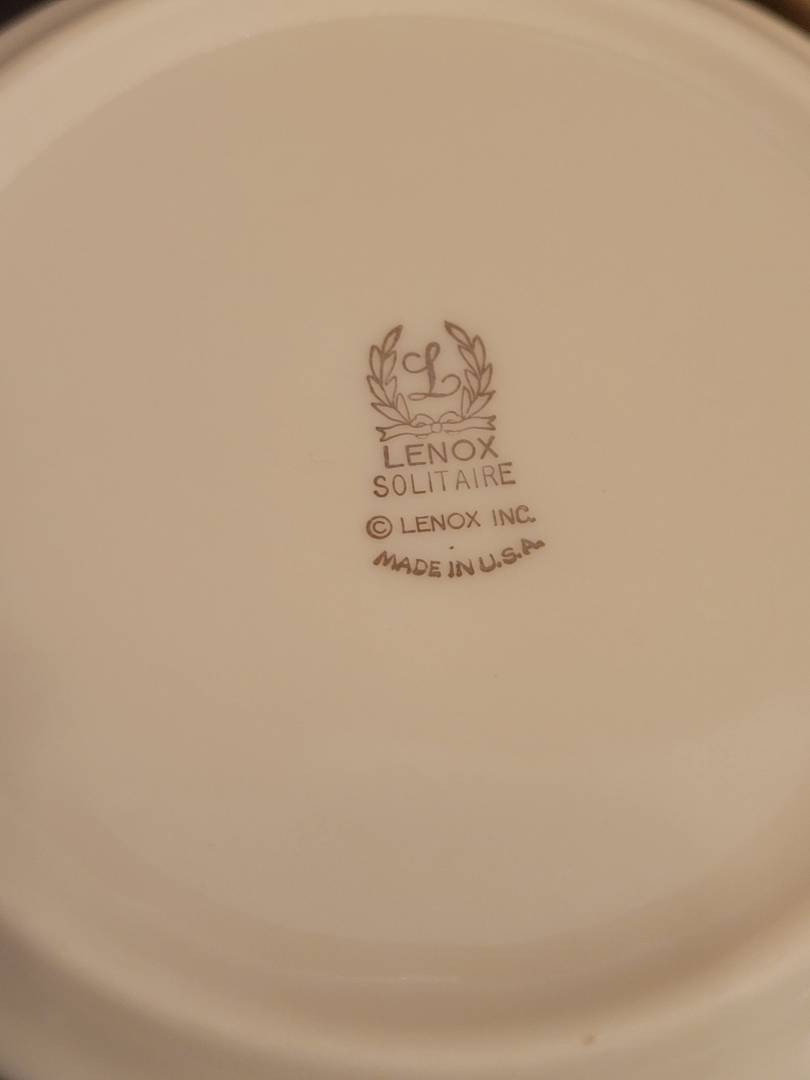 L
LENOX
SOLITAIRE
© LENOX INC.
MADE IN U.S.A.